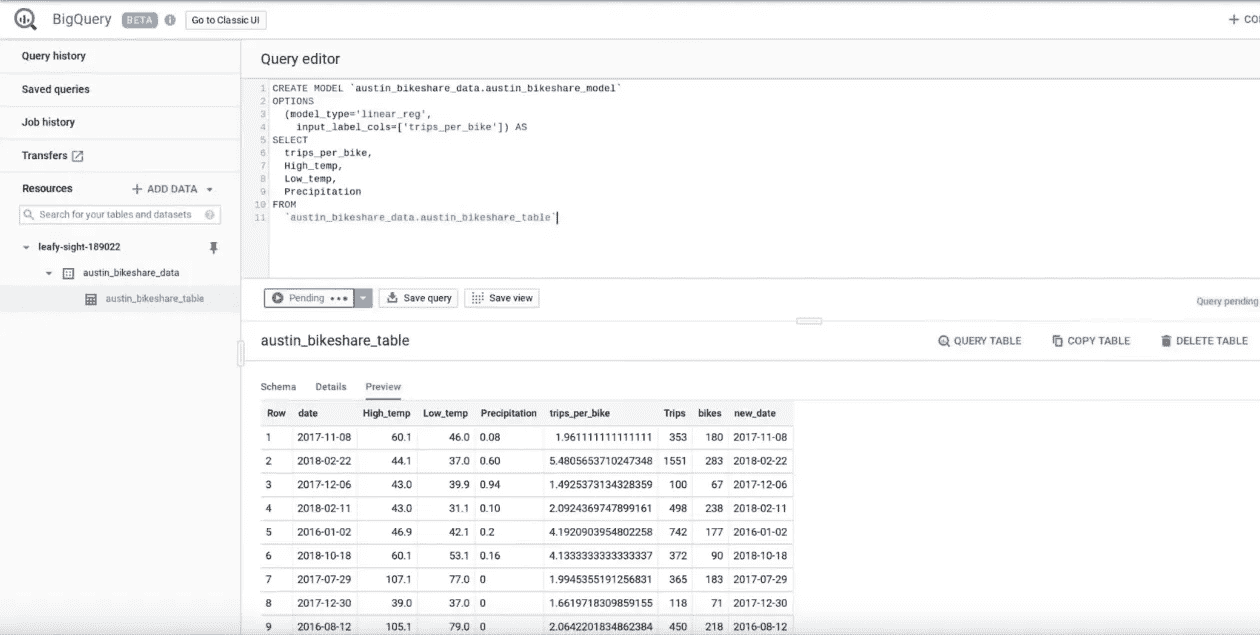 BigQuery BETA Go to Classic UI
Query history
Saved queries
Job history
Transfers
Resources + ADD DATA
Search for your tables and datasets
leafy-sight-189022
austin_bikeshare_data
austin_bikeshare_table
Query editor
1 CREATE MODEL `austin_bikeshare_data.austin_bikeshare_model`
2 OPTIONS
3 (model_type='linear_reg',
4 input_label_cols=['trips_per_bike']) AS
5 SELECT
6 trips_per_bike,
7 High_temp,
8 Low_temp,
9 Precipitation
10 FROM
11 `austin_bikeshare_data.austin_bikeshare_table`
Pending Save query Save view Query pending
austin_bikeshare_table QUERY TABLE COPY TABLE DELETE TABLE
Schema Details Preview
Row date High_temp Low_temp Precipitation trips_per_bike Trips bikes new_date
1 2017-11-08 60.1 46.0 0.08 1.961111111111111 353 180 2017-11-08
2 2018-02-22 44.1 37.0 0.60 5.4805653710247348 1551 283 2018-02-22
3 2017-12-06 43.0 39.9 0.94 1.4925373134328359 100 67 2017-12-06
4 2018-02-11 43.0 31.1 0.10 2.0924369747899161 498 238 2018-02-11
5 2016-01-02 46.9 42.1 0.2 4.1920903954802258 742 177 2016-01-02
6 2018-10-18 60.1 53.1 0.16 4.1333333333333337 372 90 2018-10-18
7 2017-07-29 107.1 77.0 0 1.9945355191256831 365 183 2017-07-29
8 2017-12-30 39.0 37.0 0 1.6619718309859155 118 71 2017-12-30
9 2016-08-12 105.1 79.0 0 2.0642201834862384 450 218 2016-08-12